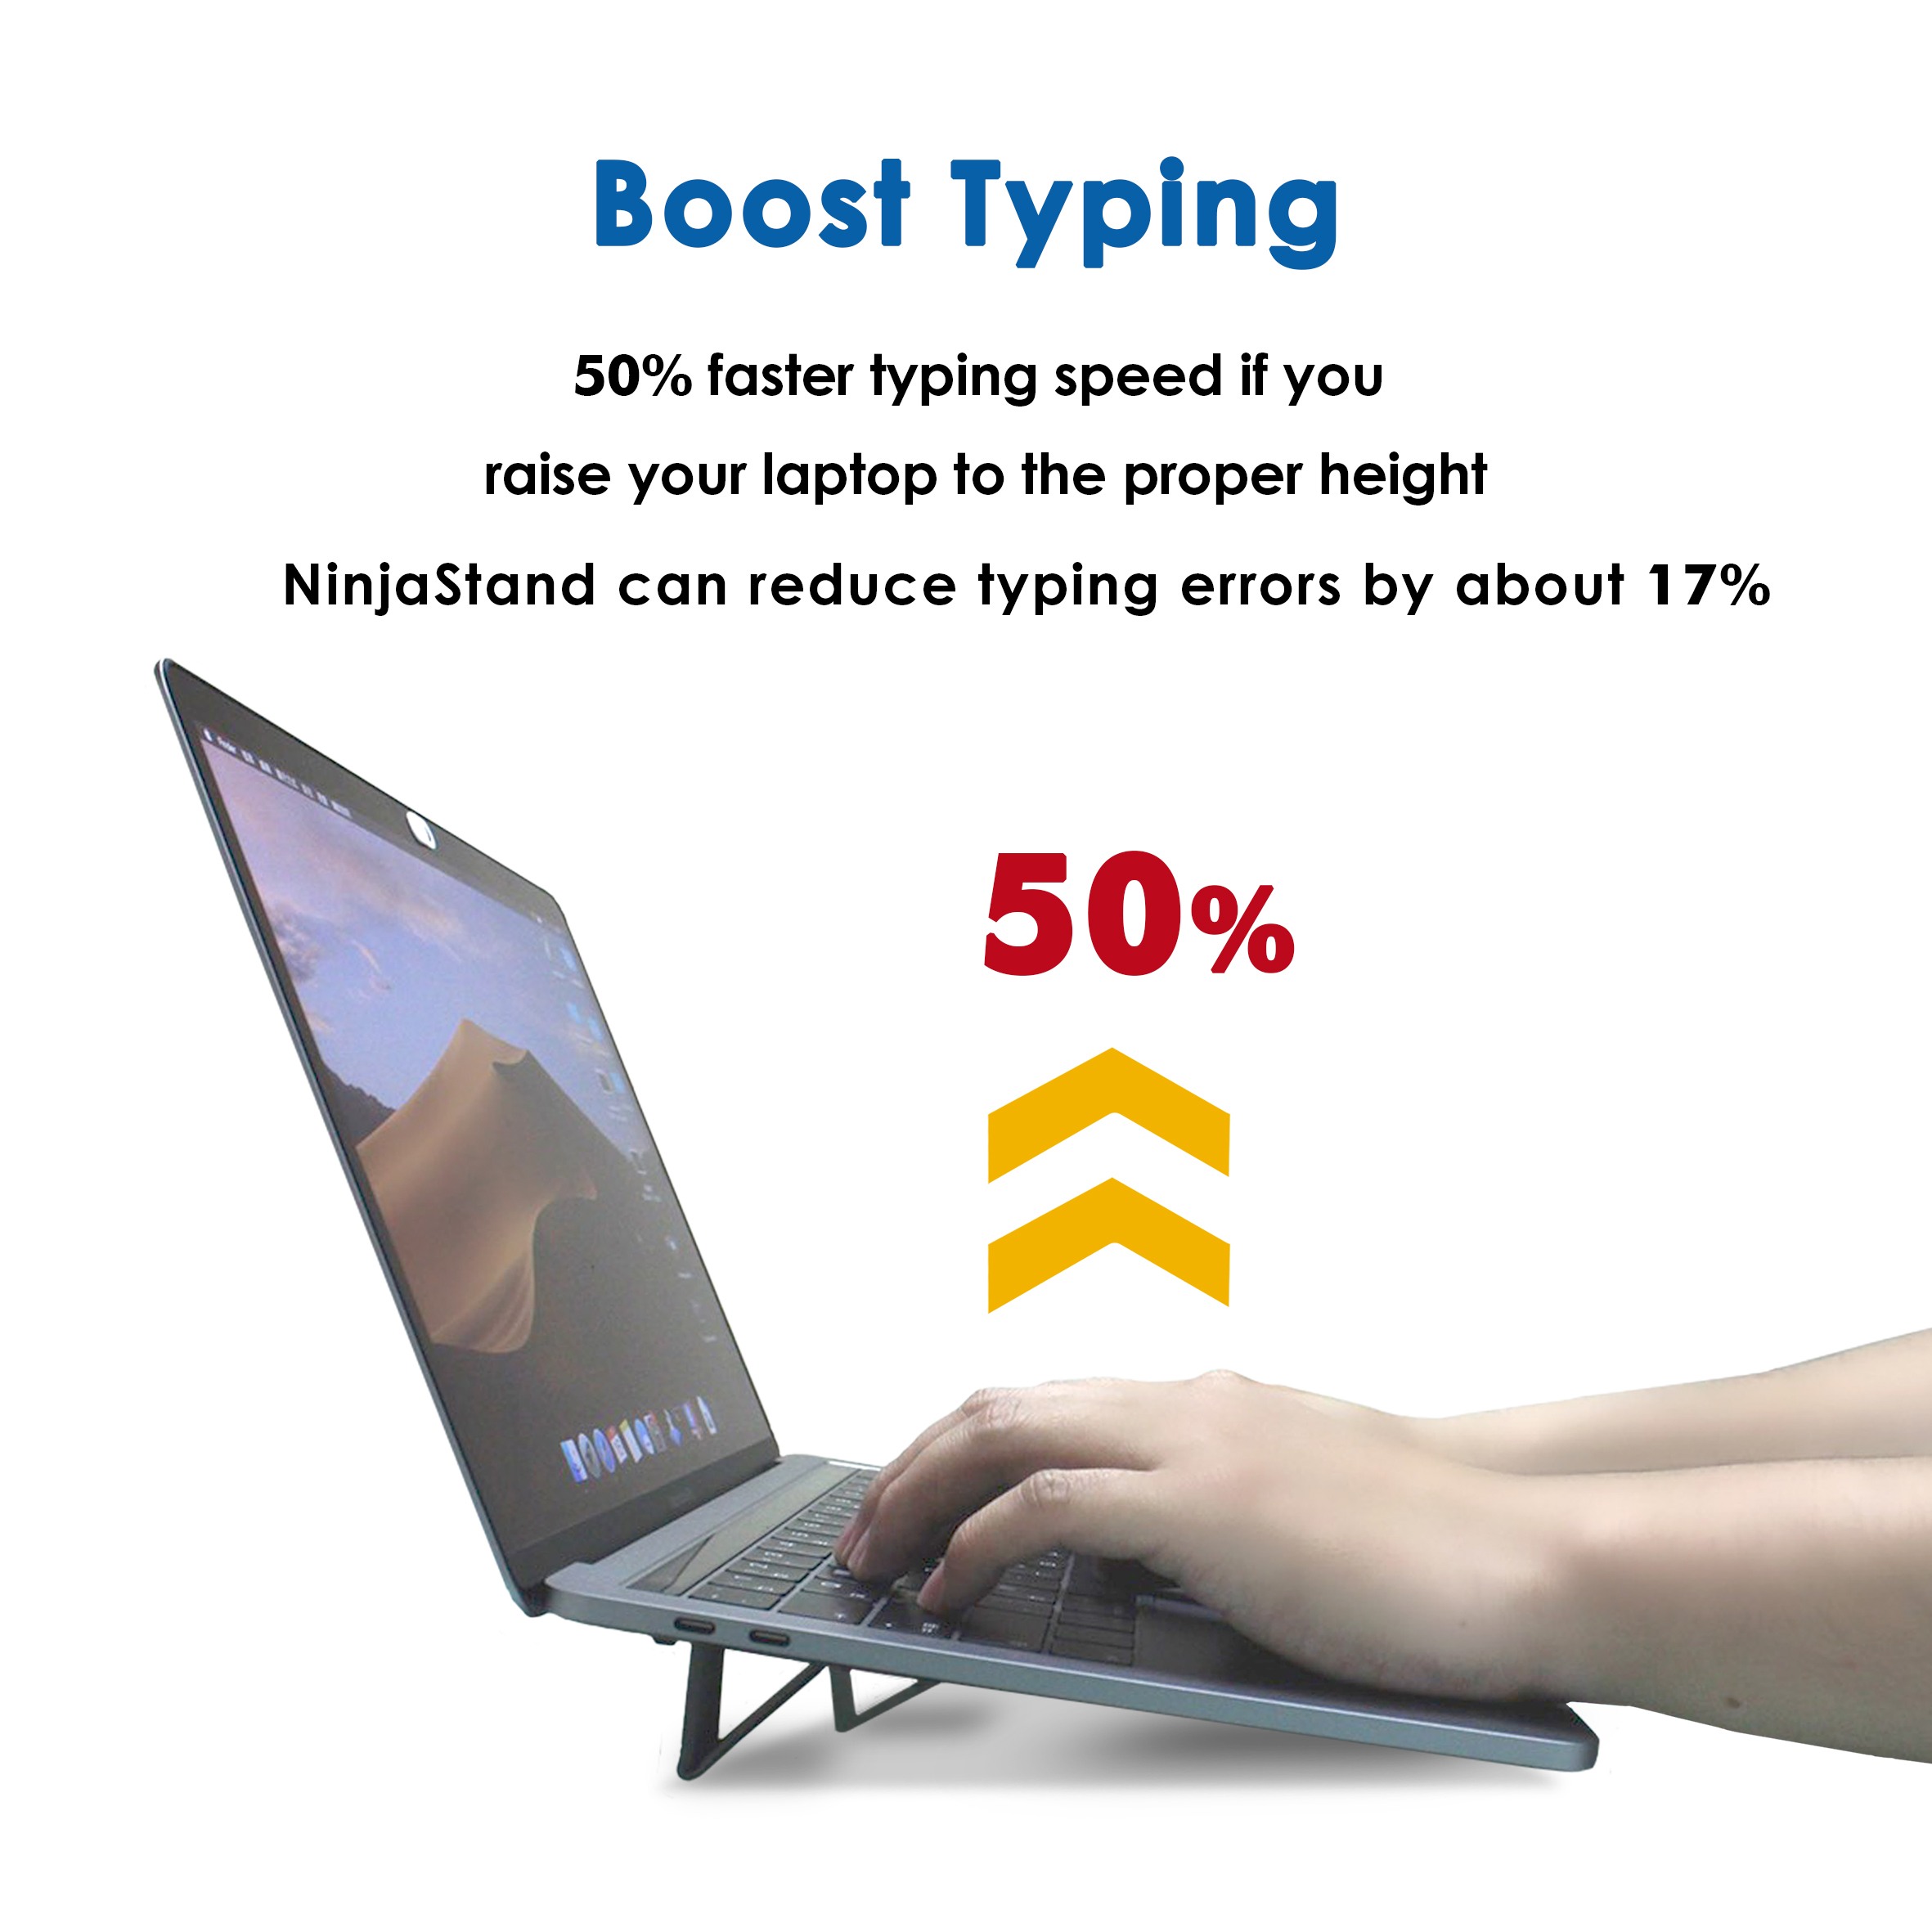 Boost Typing
50% faster typing speed if you
raise your laptop to the proper height
NinjaStand can reduce typing errors by about 17%
50%